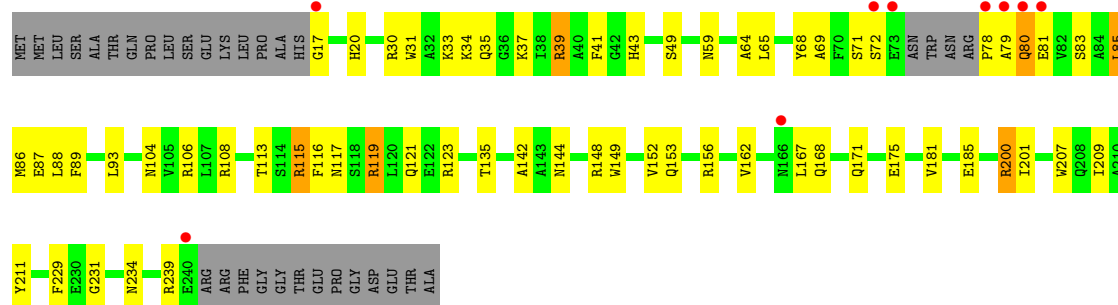 MET MET LEU SER ALA THR GLN PRO LEU SER GLU LYS LEU PRO ALA HIS G17 H20 R30 W31 A32 K33 K34 Q35 G36 K37 I38 R39 A40 F41 G42 H43 S49 N59 A64 L65 Y68 A69 F70 S71 S72 E73 ASN TRP ASN ARG P78 A79 Q80 E81 V82 S83 A84 L85
M86 E87 L88 F89 L93 N104 V105 R106 L107 R108 T113 S114 R115 F116 N117 S118 R119 L120 Q121 E122 R123 T135 A142 A143 N144 R148 W149 V152 Q153 R156 V162 N166 L167 Q168 Q171 E175 V181 E185 R200 I201 W207 Q208 I209 A210
Y211 F229 E230 G231 N234 R239 E240 ARG ARG PHE GLY GLY THR GLU PRO GLY ASP GLU THR ALA